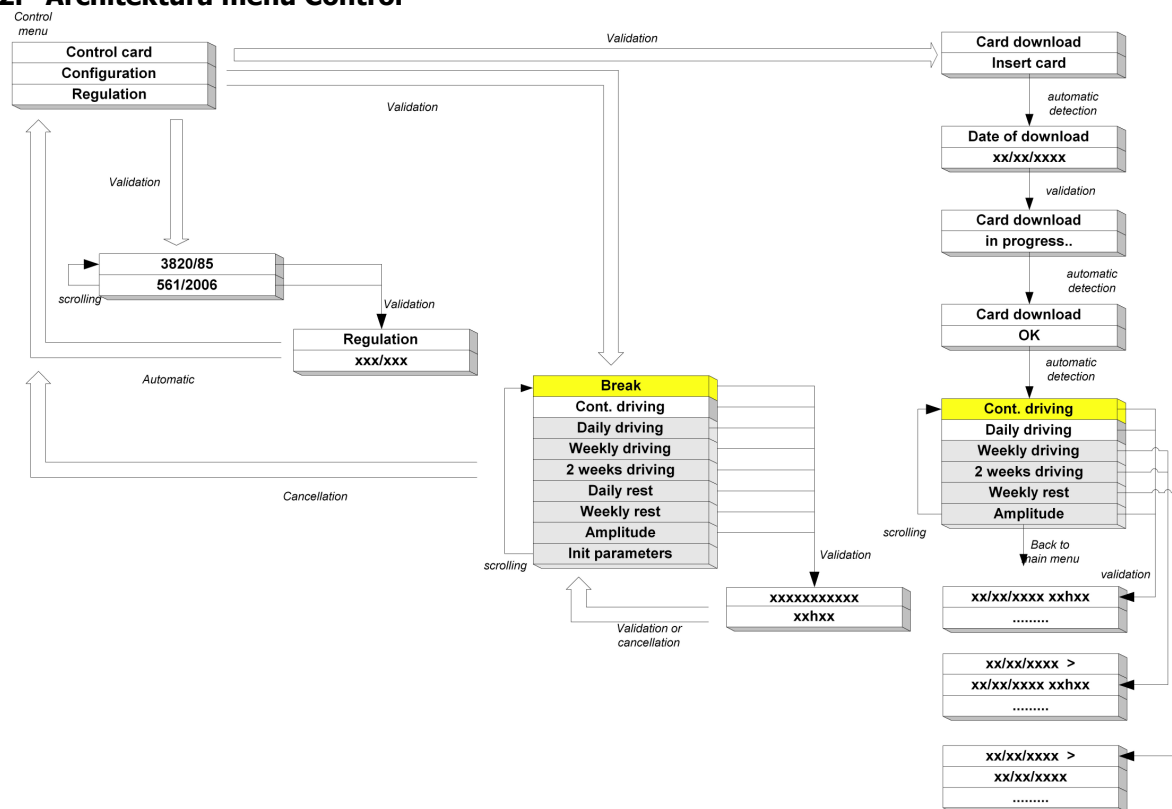 2. Architektura menu Control
Control
menu
Control card
Configuration
Regulation
Validation
Validation
Validation
Card download
Insert card
automatic
detection
Date of download
xx/xx/xxxx
validation
Card download
in progress..
automatic
detection
Card download
OK
automatic
detection
3820/85
561/2006
scrolling
Validation
Regulation
xxx/xxx
Automatic
Cancellation
Break
Cont. driving
Daily driving
Weekly driving
2 weeks driving
Daily rest
Weekly rest
Amplitude
Init parameters
scrolling
Validation
xxxxxxxxxxx
xxhxx
Validation or
cancellation
Cont. driving
Daily driving
Weekly driving
2 weeks driving
Weekly rest
Amplitude
scrolling
Back to
main menu
validation
xx/xx/xxxx xxhxx
.........
xx/xx/xxxx >
xx/xx/xxxx xxhxx
.........
xx/xx/xxxx >
xx/xx/xxxx
.........